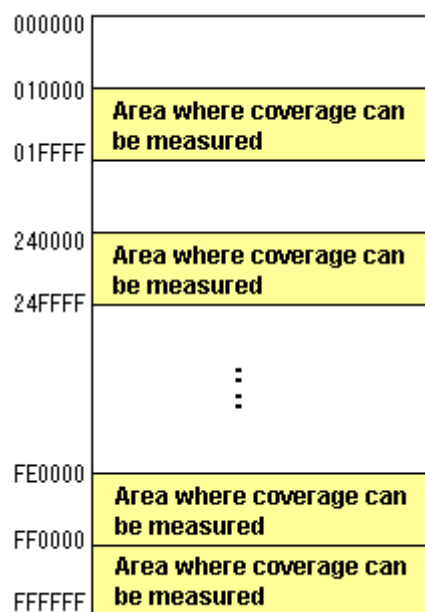 000000
010000
Area where coverage can
be measured
01FFFF
240000
Area where coverage can
be measured
24FFFF
:
FE0000
Area where coverage can
be measured
FF0000
Area where coverage can
be measured
FFFFFF